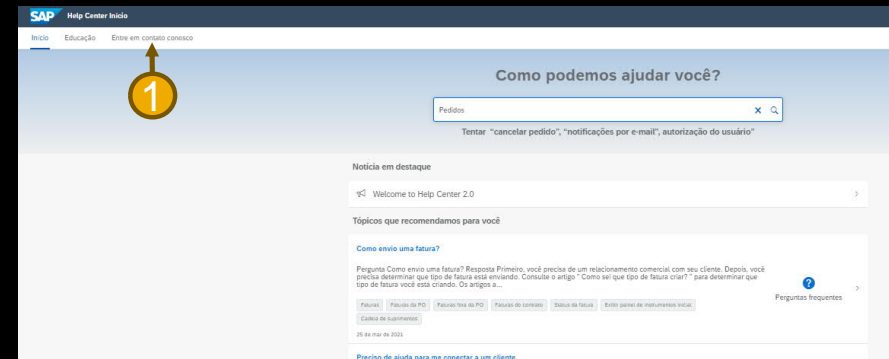 SAP Help Center Início
Início Educação Entre em contato conosco
1
Como podemos ajudar você?
Pedidos
Tentar "cancelar pedido", "notificações por e-mail", autorização do usuário"
Notícia em destaque
Welcome to Help Center 2.0
Tópicos que recomendamos para você
Como envio uma fatura?
Pergunta Como envio uma fatura? Resposta Primeiro, você precisa de um relacionamento comercial com seu cliente. Depois, você
precisa determinar que tipo de fatura está enviando. Consulte o artigo " Como sei que tipo de fatura criar? " para determinar que
tipo de fatura você está criando. Os artigos a...
?
Perguntas frequentes
Faturas Faturas da PO Faturas fora da PO Faturas do contrato Status da fatura Exibir painel de instrumentos inicial
Cadeia de suprimentos
25 de mar de 2021
Preciso de ajuda para me conectar a um cliente